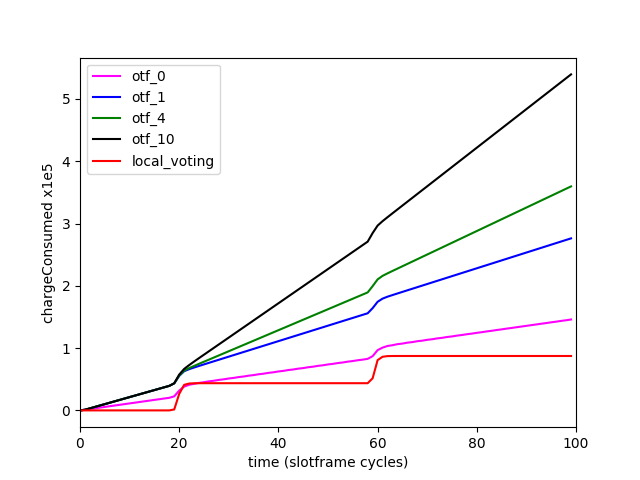 otf_0
otf_1
otf_4
otf_10
local_voting
5
4
3
2
1
0
chargeConsumed x1e5
0 20 40 60 80 100
time (slotframe cycles)